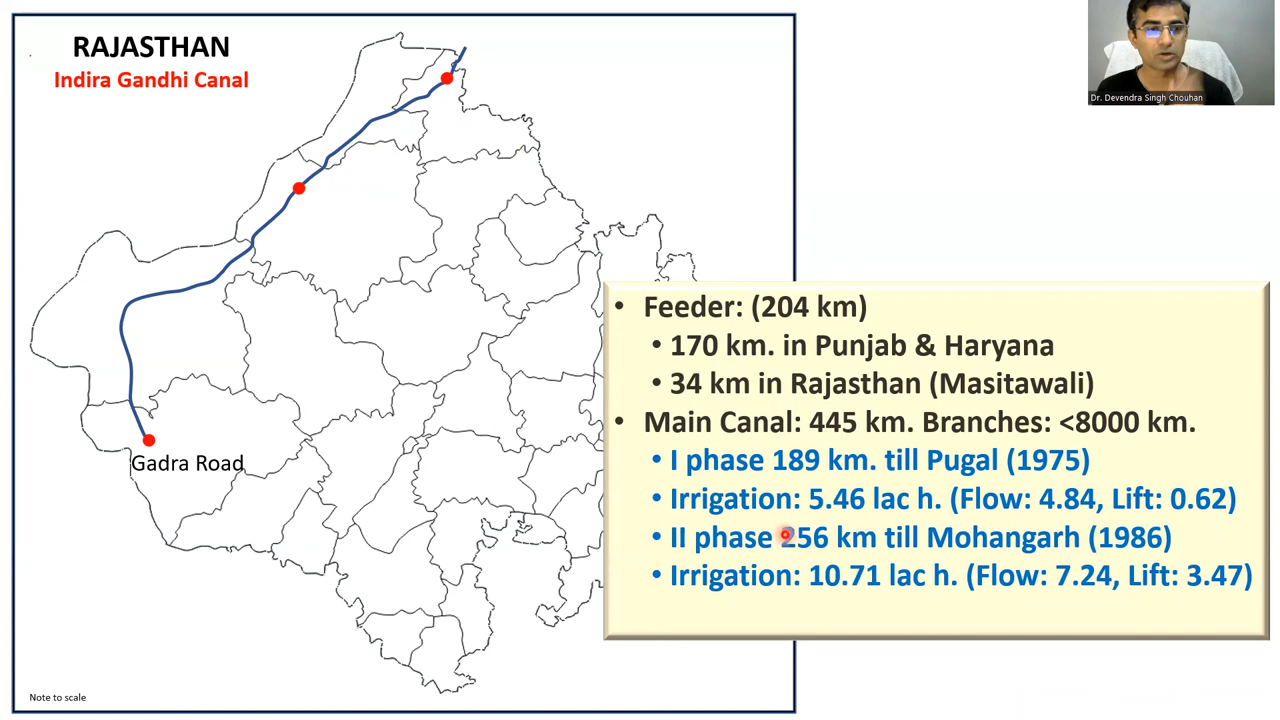 RAJASTHAN
Indira Gandhi Canal
Gadra Road
Note to scale
Dr. Devendra Singh Chouhan
• Feeder: (204 km)
• 170 km. in Punjab & Haryana
• 34 km in Rajasthan (Masitawali)
• Main Canal: 445 km. Branches: <8000 km.
• I phase 189 km. till Pugal (1975)
• Irrigation: 5.46 lac h. (Flow: 4.84, Lift: 0.62)
• II phase 256 km till Mohangarh (1986)
• Irrigation: 10.71 lac h. (Flow: 7.24, Lift: 3.47)